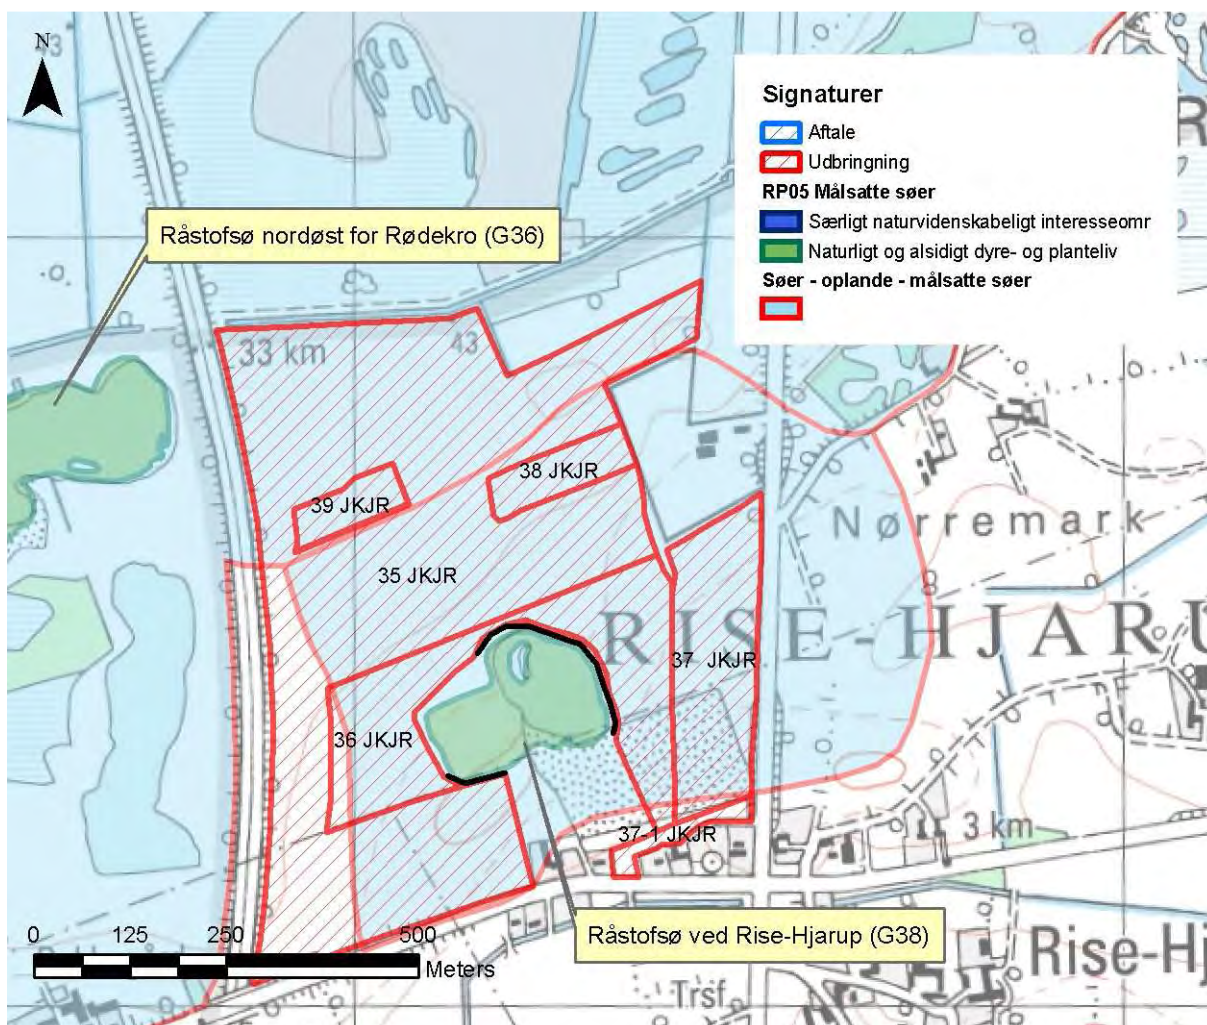 N
43
Signaturer
Aftale
Udbringning
RP05 Målsatte søer
Særligt naturvidenskabeligt interesseomr
Naturligt og alsidigt dyre- og planteliv
Søer - oplande - målsatte søer
R
Råstofsø nordøst for Rødekro (G36)
33 km
43
38 JKJR
39 JKJR
Nørremark
35 JKJR
RISE-HJARU
37 JKJR
36 JKJR
37-1 JKJR
3 km
0 125 250 500
Meters
Råstofsø ved Rise-Hjarup (G38)
Rise-Hj
Trsf